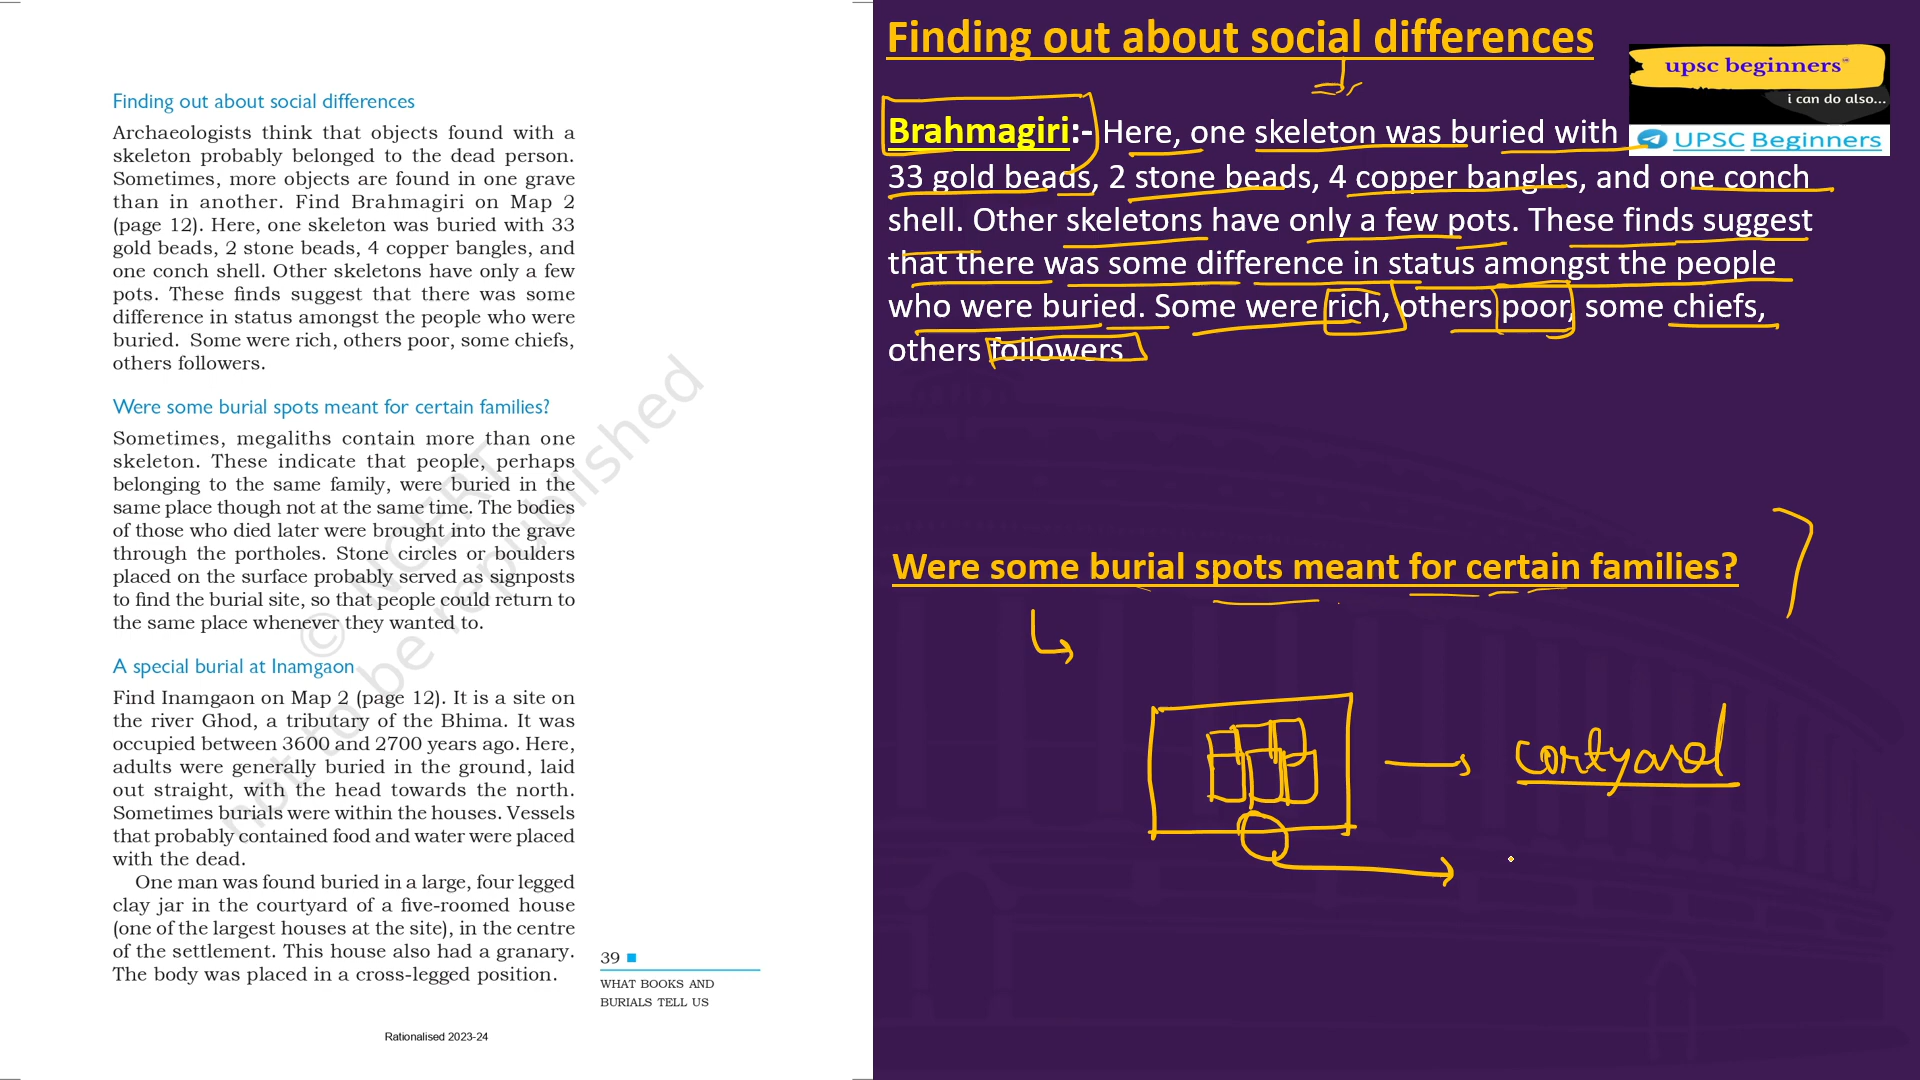 Finding out about social differences
Archaeologists think that objects found with a
skeleton probably belonged to the dead person.
Sometimes, more objects are found in one grave
than in another. Find Brahmagiri on Map 2
(page 12). Here, one skeleton was buried with 33
gold beads, 2 stone beads, 4 copper bangles, and
one conch shell. Other skeletons have only a few
pots. These finds suggest that there was some
difference in status amongst the people who were
buried. Some were rich, others poor, some chiefs,
others followers.
Were some burial spots meant for certain families?
Sometimes, megaliths contain more than one
skeleton. These indicate that people, perhaps
belonging to the same family, were buried in the
same place though not at the same time. The bodies
of those who died later were brought into the grave
through the portholes. Stone circles or boulders
placed on the surface probably served as signposts
to find the burial site, so that people could return to
the same place whenever they wanted to.
A special burial at Inamgaon
Find Inamgaon on Map 2 (page 12). It is a site on
the river Ghod, a tributary of the Bhima. It was
occupied between 3600 and 2700 years ago. Here,
adults were generally buried in the ground, laid
out straight, with the head towards the north.
Sometimes burials were within the houses. Vessels
that probably contained food and water were placed
with the dead.
One man was found buried in a large, four legged
clay jar in the courtyard of a five-roomed house
(one of the largest houses at the site), in the centre
of the settlement. This house also had a granary.
The body was placed in a cross-legged position.
39
WHAT BOOKS AND
BURIALS TELL US
Rationalised 2023-24
© NCERT
not to be republished
Finding out about social differences
upsc beginners
i can do also...
UPSC Beginners
Brahmagiri:- Here, one skeleton was buried with
33 gold beads, 2 stone beads, 4 copper bangles, and one conch
shell. Other skeletons have only a few pots. These finds suggest
that there was some difference in status amongst the people
who were buried. Some were rich, others poor, some chiefs,
others followers
Were some burial spots meant for certain families?
cortyard